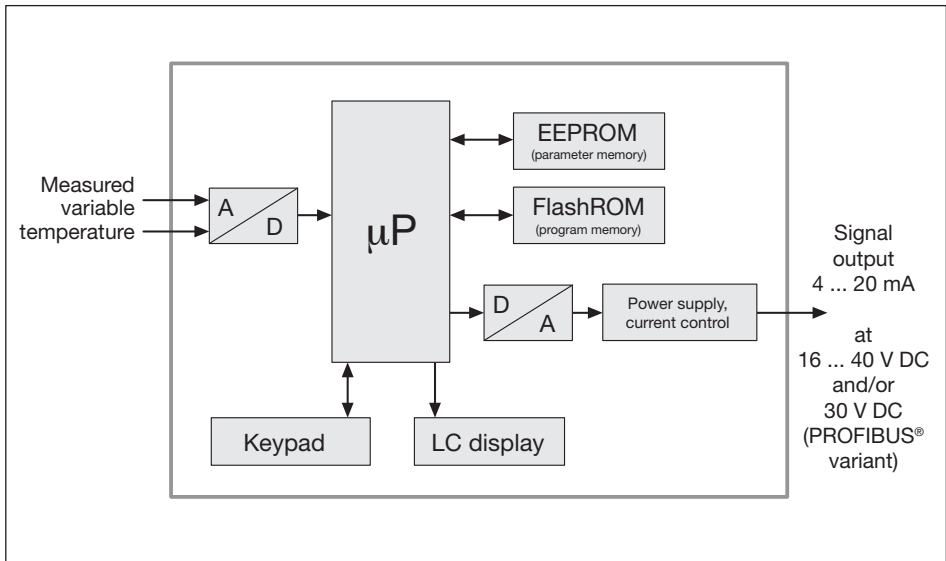 Measured
variable
temperature
A
D
µP
EEPROM
(parameter memory)
FlashROM
(program memory)
D
A
Power supply,
current control
Signal
output
4 ... 20 mA
at
16 ... 40 V DC
and/or
30 V DC
(PROFIBUS®
variant)
Keypad
LC display